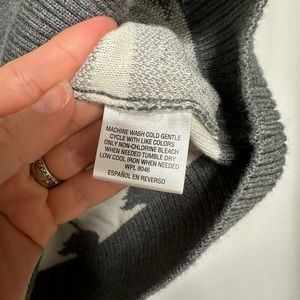 MACHINE WASH COLD GENTLE
CYCLE WITH LIKE COLORS
ONLY NON-CHLORINE BLEACH
WHEN NEEDED TUMBLE DRY
LOW COOL IRON WHEN NEEDED
WPL 8046
ESPAÑOL EN REVERSO